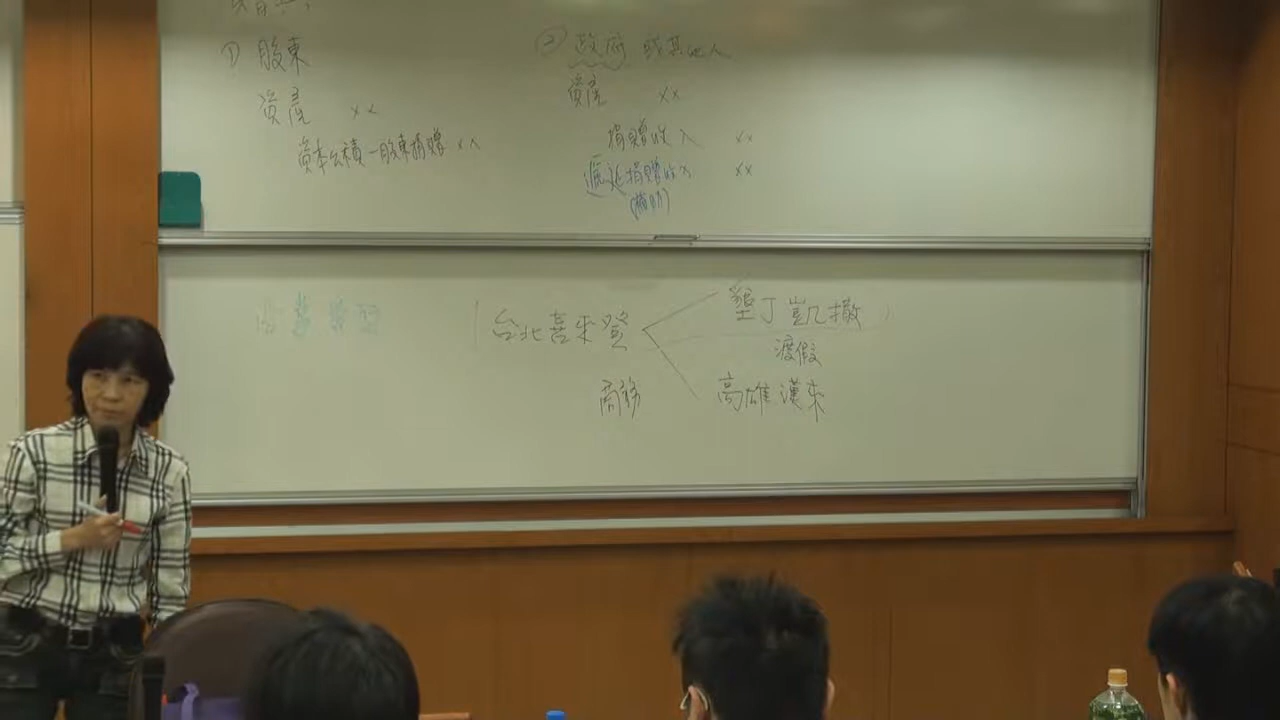 ① 股東
資產 xx
資本公積-股東捐贈 xx
② 政府 或其他人
資產 xx
捐贈收入 xx
遞延捐贈收入 xx
(補助)
台北喜來登
商務
墾丁凱撒
渡假
高雄漢來